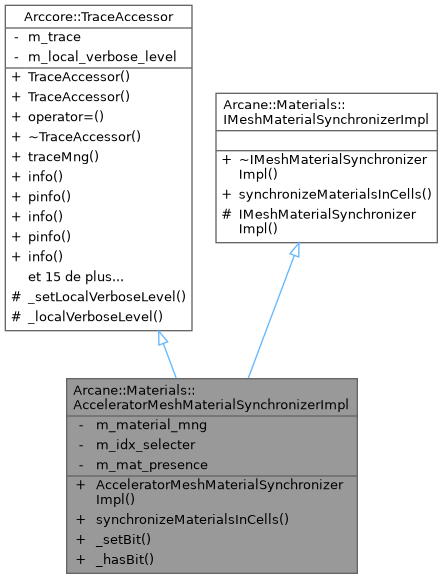 Arccore::TraceAccessor
- m_trace
- m_local_verbose_level
+ TraceAccessor()
+ TraceAccessor()
+ operator=()
+ ~TraceAccessor()
+ traceMng()
+ info()
+ pinfo()
+ info()
+ pinfo()
+ info()
et 15 de plus...
# _setLocalVerboseLevel()
# _localVerboseLevel()
Arcane::Materials::
IMeshMaterialSynchronizerImpl
+ ~IMeshMaterialSynchronizer
Impl()
+ synchronizeMaterialsInCells()
# IMeshMaterialSynchronizer
Impl()
Arcane::Materials::
AcceleratorMeshMaterialSynchronizerImpl
- m_material_mng
- m_idx_selecter
- m_mat_presence
+ AcceleratorMeshMaterialSynchronizer
Impl()
+ synchronizeMaterialsInCells()
+ _setBit()
+ _hasBit()